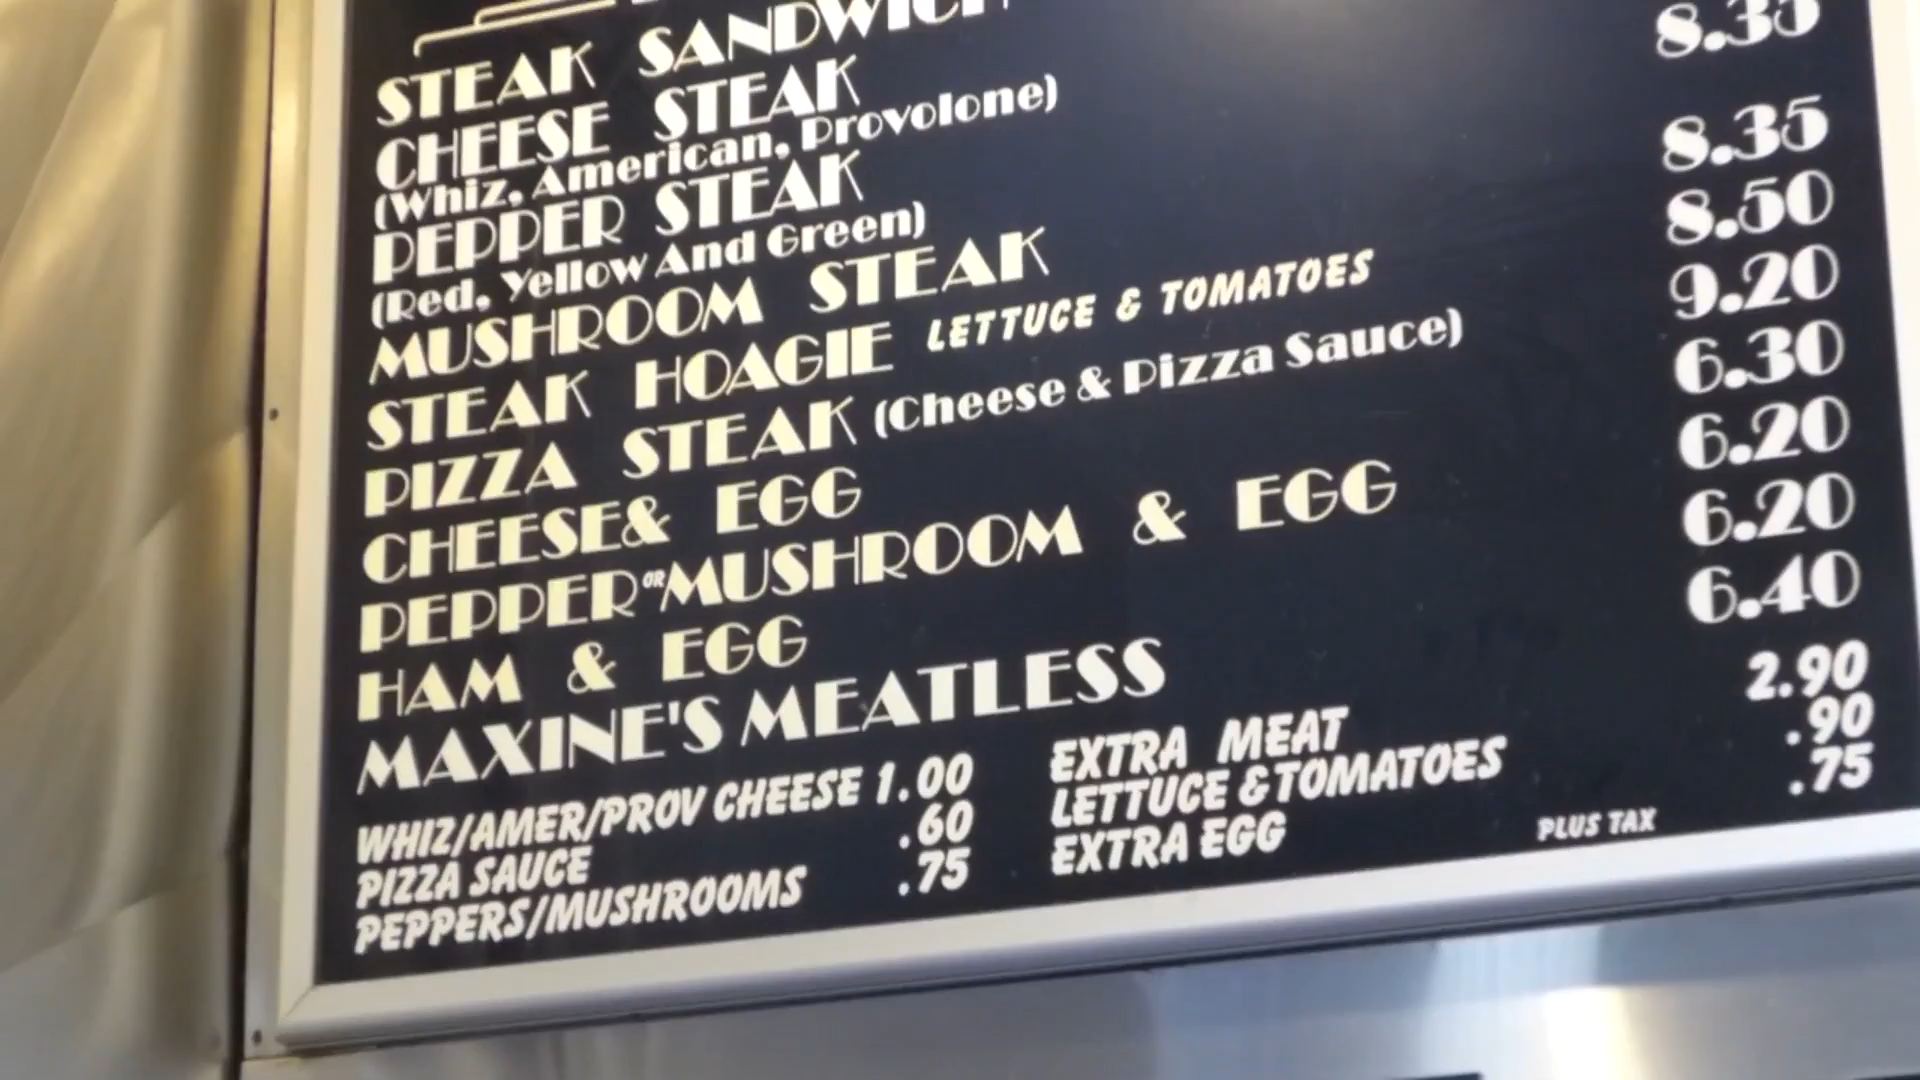 STEAK SANDWICH
CHEESE STEAK
(Whiz, American, Provolone)
PEPPER STEAK 8.35
(Red, Yellow And Green)
MUSHROOM STEAK 8.35
STEAK HOAGIE LETTUCE & TOMATOES 8.50
PIZZA STEAK (Cheese & Pizza Sauce) 9.20
CHEESE& EGG 6.30
PEPPER OR MUSHROOM & EGG 6.20
HAM & EGG 6.20
MAXINE'S MEATLESS 6.40
WHIZ/AMER/PROV CHEESE 1.00 EXTRA MEAT 2.90
PIZZA SAUCE .60 LETTUCE & TOMATOES .90
PEPPERS/MUSHROOMS .75 EXTRA EGG .75
PLUS TAX